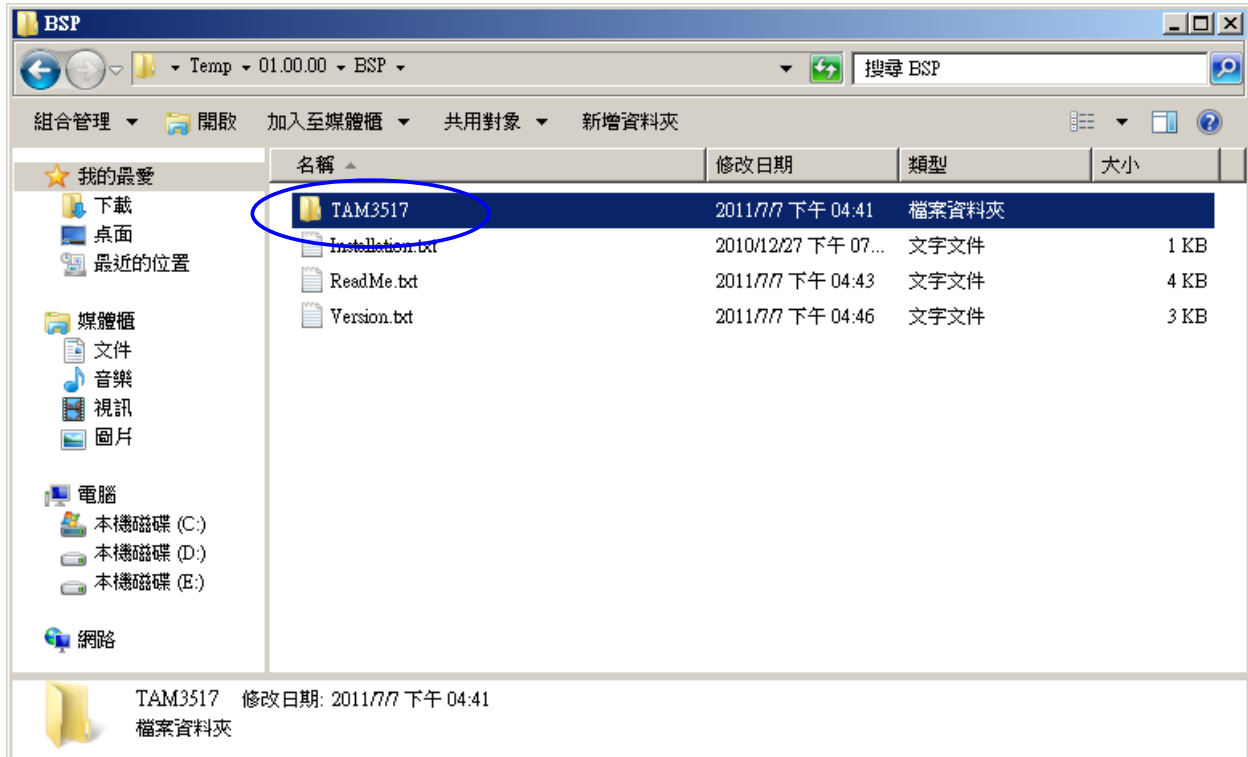 BSP
Temp 01.00.00 BSP 搜尋 BSP
組合管理 開啟 加入至媒體櫃 共用對象 新增資料夾
名稱 修改日期 類型 大小
我的最愛
下載
桌面
最近的位置
媒體櫃
文件
音樂
視訊
圖片
電腦
本機磁碟 (C:)
本機磁碟 (D:)
本機磁碟 (E:)
網路
TAM3517 2011/7/7 下午 04:41 檔案資料夾
Installation.txt 2010/12/27 下午 07... 文字文件 1 KB
ReadMe.txt 2011/7/7 下午 04:43 文字文件 4 KB
Version.txt 2011/7/7 下午 04:46 文字文件 3 KB
TAM3517 修改日期: 2011/7/7 下午 04:41
檔案資料夾